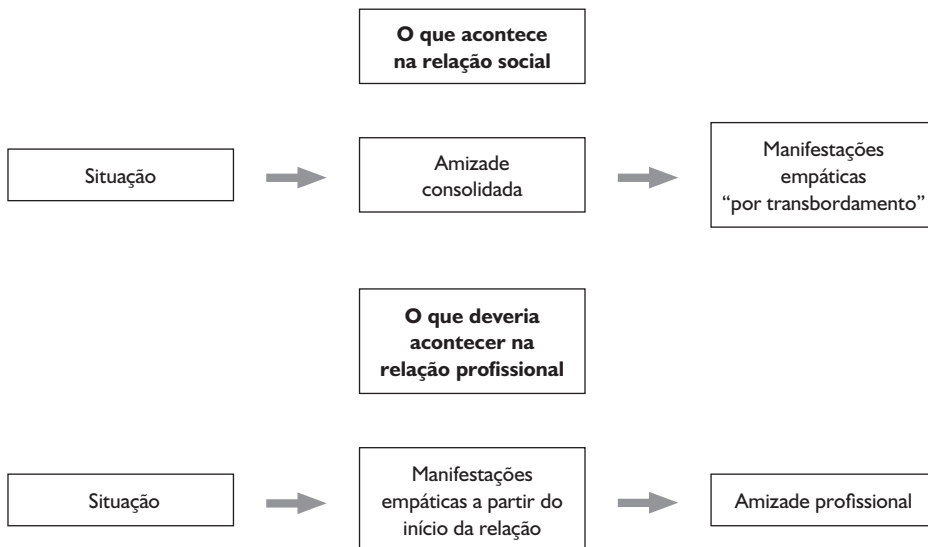 O que acontece
na relação social
Situação
Amizade
consolidada
Manifestações
empáticas
“por transbordamento”
O que deveria
acontecer na
relação profissional
Situação
Manifestações
empáticas a partir do
início da relação
Amizade profissional